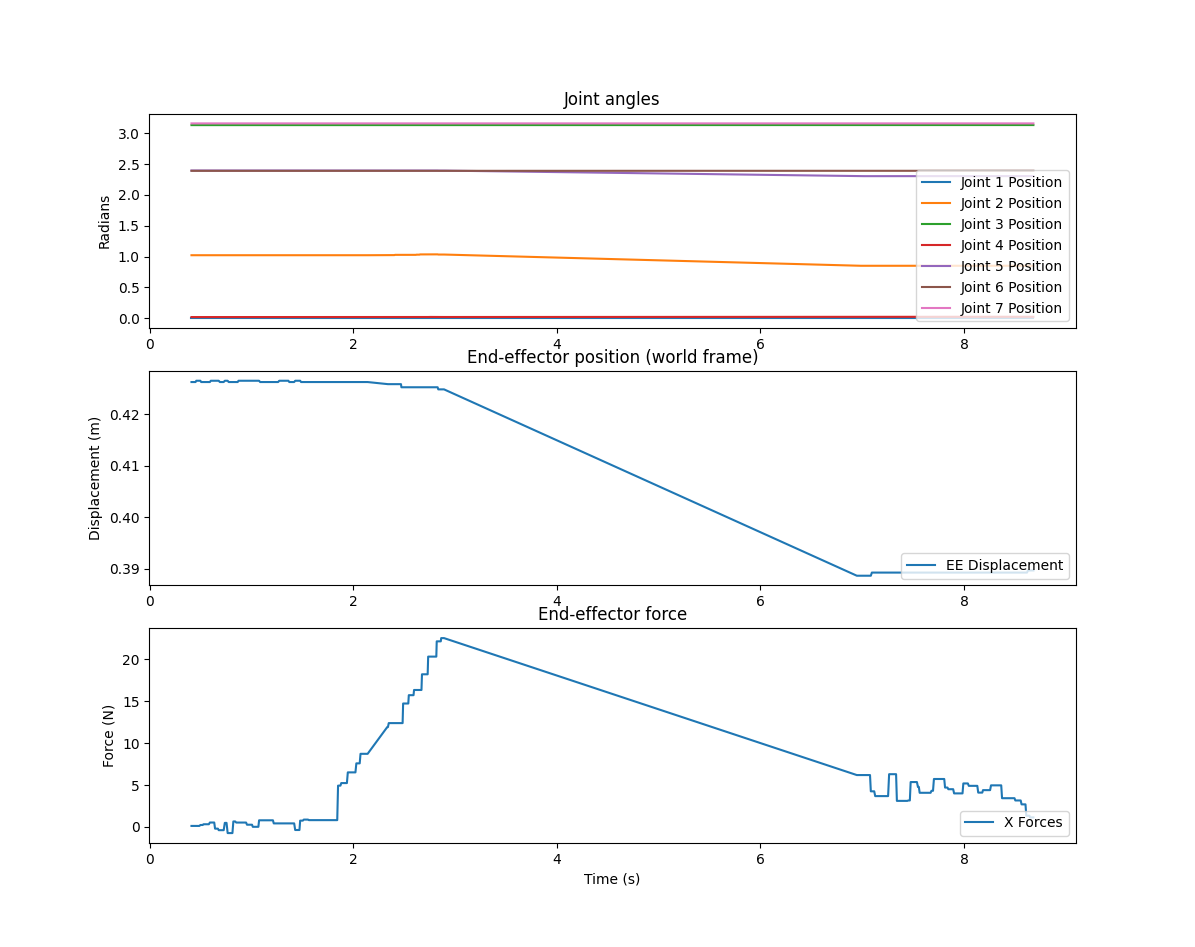 Joint angles
Radians
3.0
2.5
2.0
1.5
1.0
0.5
0.0
Joint 1 Position
Joint 2 Position
Joint 3 Position
Joint 4 Position
Joint 5 Position
Joint 6 Position
Joint 7 Position
0 2 4 6 8
End-effector position (world frame)
Displacement (m)
0.42
0.41
0.40
0.39
EE Displacement
0 2 4 6 8
End-effector force
Force (N)
20
15
10
5
0
X Forces
0 2 4 6 8
Time (s)